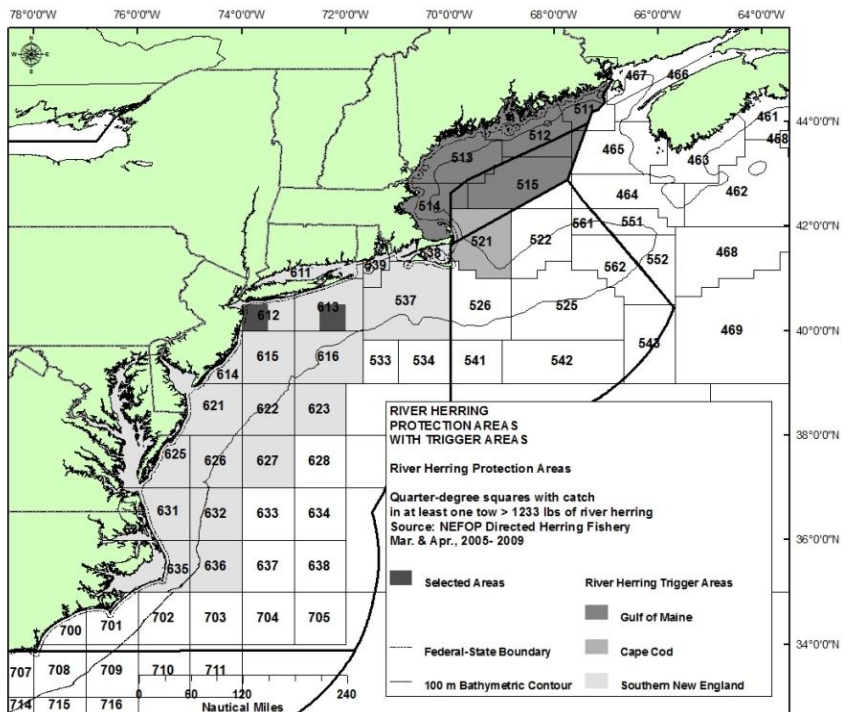 78°0'0"W 76°0'0"W 74°0'0"W 72°0'0"W 70°0'0"W 68°0'0"W 66°0'0"W 64°0'0"W
N
W E
S
467 466
511
461
44°0'0"N
512
468
465
513
463
515
464
462
514
42°0'0"N
521 522 561 551
538
539
552 468
611
562
537
613
526 525
612
40°0'0"N
543 469
615 616 533 534 541 542
614
621 622 623
RIVER HERRING
PROTECTION AREAS
WITH TRIGGER AREAS
River Herring Protection Areas
Quarter-degree squares with catch
in at least one tow > 1233 lbs of river herring
Source: NEFOP Directed Herring Fishery
Mar. & Apr., 2005- 2009
Selected Areas
River Herring Trigger Areas
Gulf of Maine
Federal-State Boundary
Cape Cod
100 m Bathymetric Contour
Southern New England
38°0'0"N
625 626 627 628
631 632 633 634
36°0'0"N
635 636 637 638
700 701 702 703 704 705
34°0'0"N
707 708 709 710 711
714 715 716
0 60 120 240
Nautical Miles